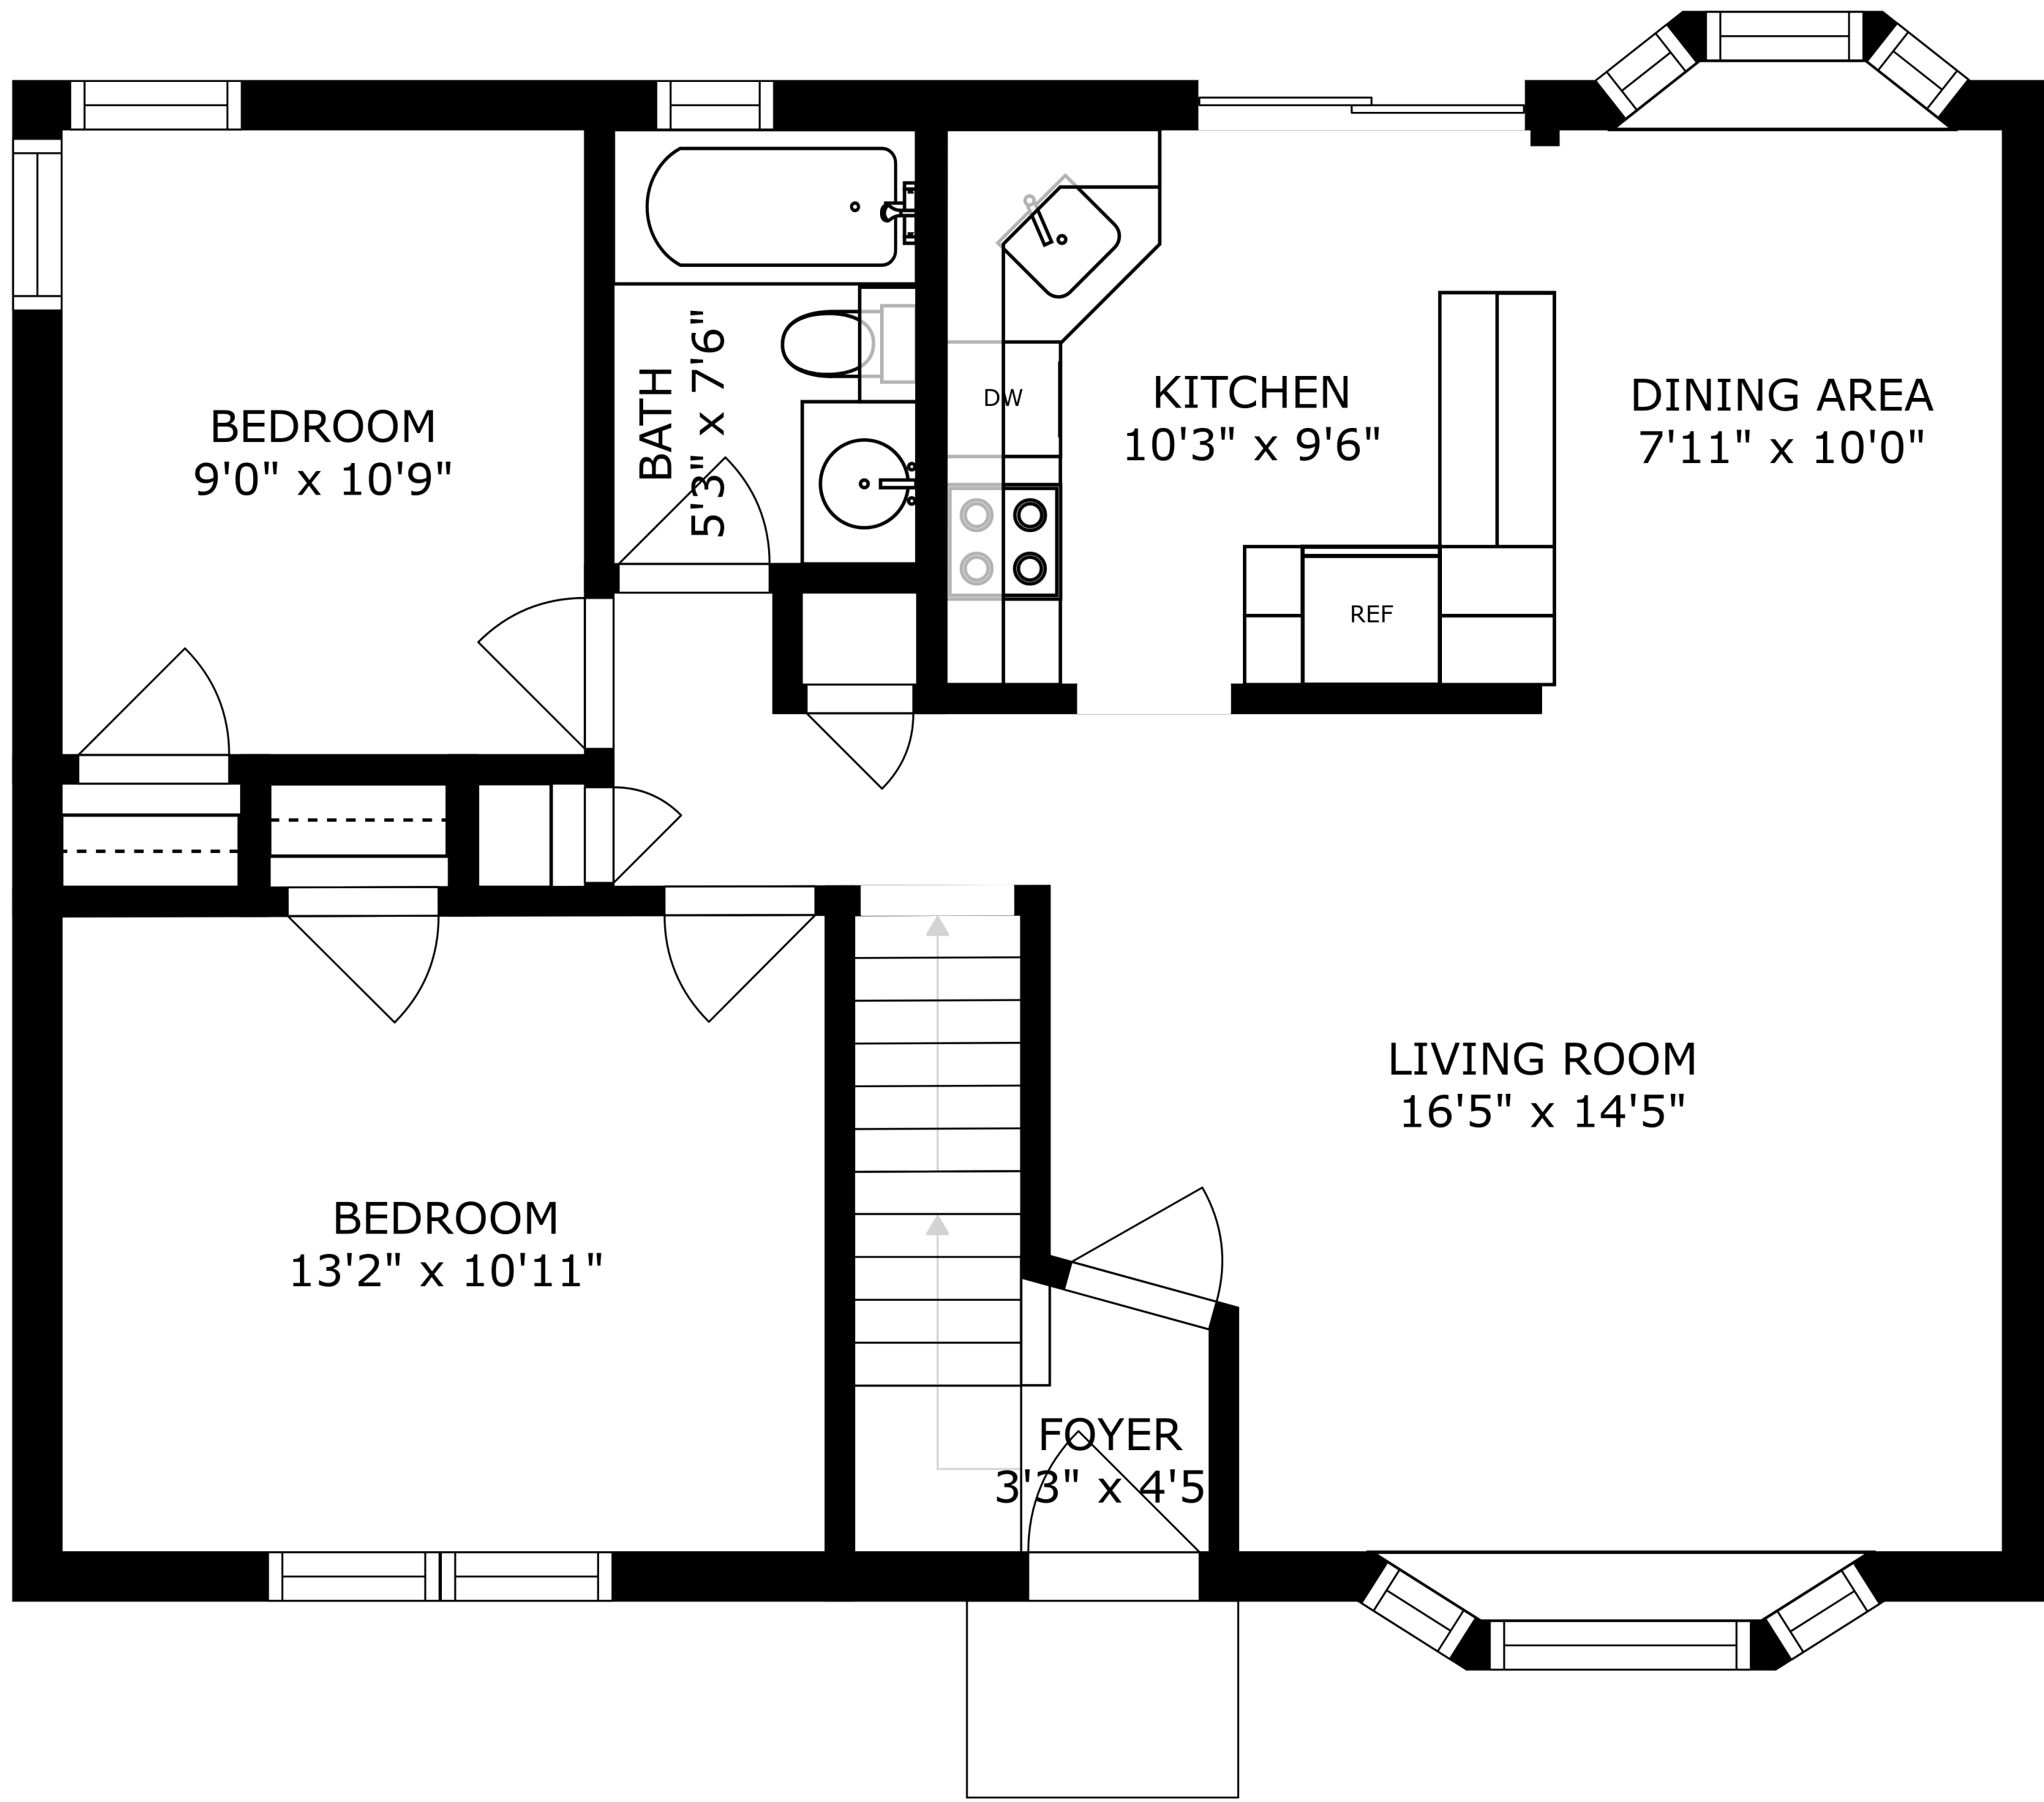 BEDROOM
9'0" x 10'9"
BATH
5'3" x 7'6"
DW
KITCHEN
10'3" x 9'6"
DINING AREA
7'11" x 10'0"
REF
LIVING ROOM
16'5" x 14'5"
BEDROOM
13'2" x 10'11"
FOYER
3'3" x 4'5